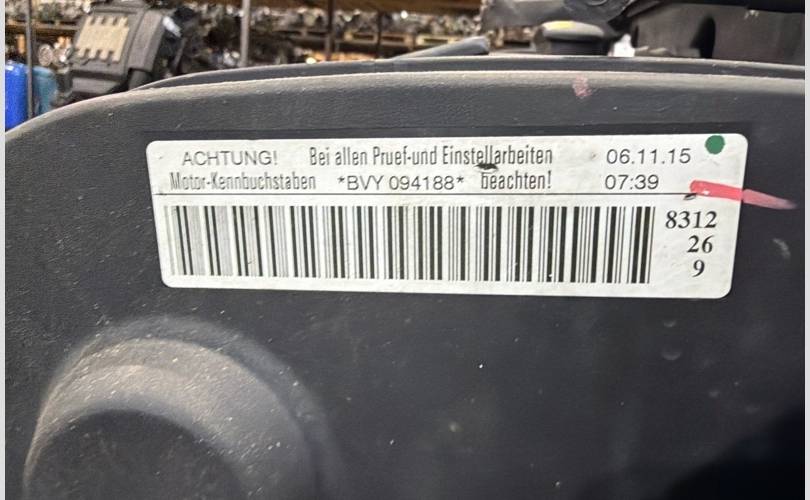 ACHTUNG! Bei allen Pruef-und Einstellarbeiten 06.11.15
Motor-Kennbuchstaben *BVY 094188* beachten! 07:39
8312
26
9